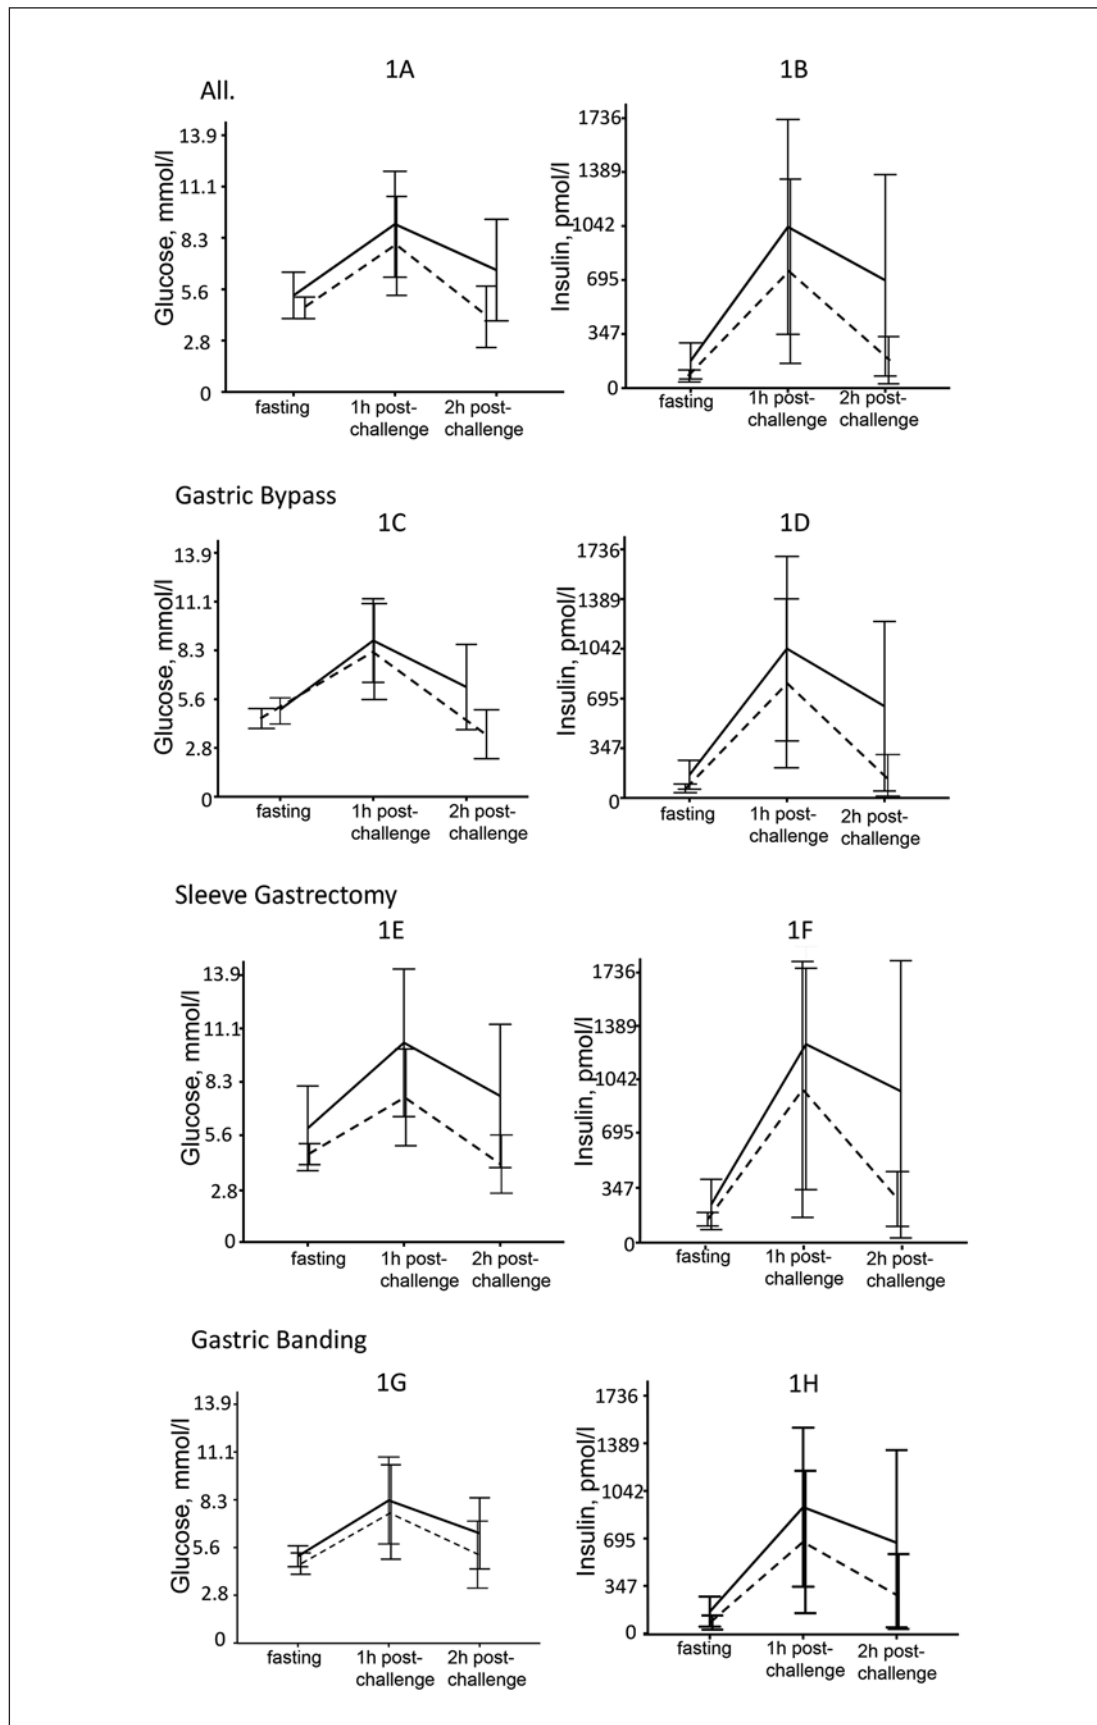 1A
1B
All.
Glucose, mmol/l
13.9
11.1
8.3
5.6
2.8
0
fasting
1h post-
challenge
2h post-
challenge
Insulin, pmol/l
1736
1389
1042
695
347
0
fasting
1h post-
challenge
2h post-
challenge
Gastric Bypass
1C
1D
Glucose, mmol/l
13.9
11.1
8.3
5.6
2.8
0
fasting
1h post-
challenge
2h post-
challenge
Insulin, pmol/l
1736
1389
1042
695
347
0
fasting
1h post-
challenge
2h post-
challenge
Sleeve Gastrectomy
1E
1F
Glucose, mmol/l
13.9
11.1
8.3
5.6
2.8
0
fasting
1h post-
challenge
2h post-
challenge
Insulin, pmol/l
1736
1389
1042
695
347
0
fasting
1h post-
challenge
2h post-
challenge
Gastric Banding
1G
1H
Glucose, mmol/l
13.9
11.1
8.3
5.6
2.8
0
fasting
1h post-
challenge
2h post-
challenge
Insulin, pmol/l
1736
1389
1042
695
347
0
fasting
1h post-
challenge
2h post-
challenge